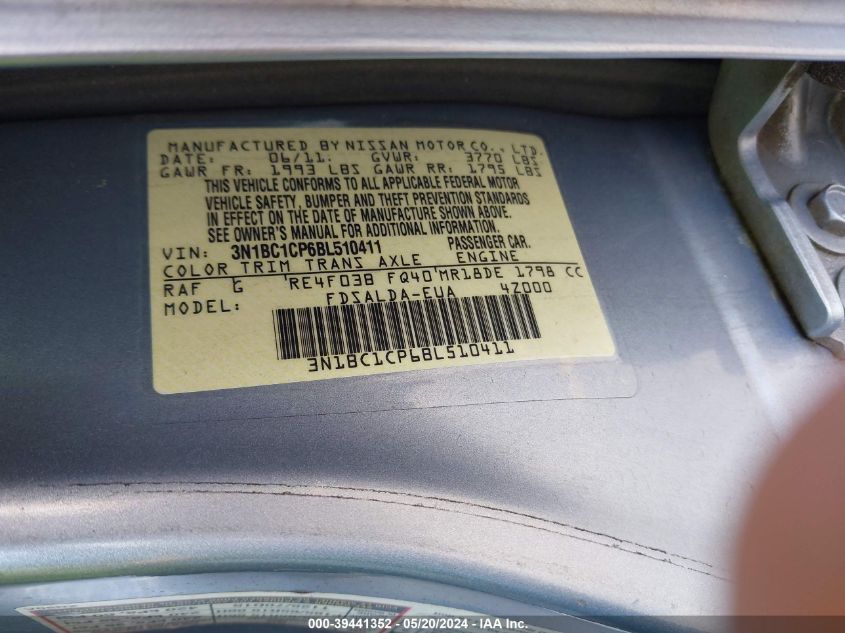 MANUFACTURED BY NISSAN MOTOR CO., LTD.
DATE: 06/11. GVWR: 3770 LBS
GAWR FR: 1993 LBS GAWR RR: 1795 LBS
THIS VEHICLE CONFORMS TO ALL APPLICABLE FEDERAL MOTOR
VEHICLE SAFETY, BUMPER AND THEFT PREVENTION STANDARDS
IN EFFECT ON THE DATE OF MANUFACTURE SHOWN ABOVE.
SEE OWNER'S MANUAL FOR ADDITIONAL INFORMATION.
VIN: 3N1BC1CP6BL510411 PASSENGER CAR.
COLOR TRIM TRANS AXLE ENGINE
RAF G RE4F03B FQ40 MR18DE 1798 CC
MODEL: FDSALDA-EUA 4Z000
3N1BC1CP6BL510411
000-39441352 - 05/20/2024 - IAAI.com